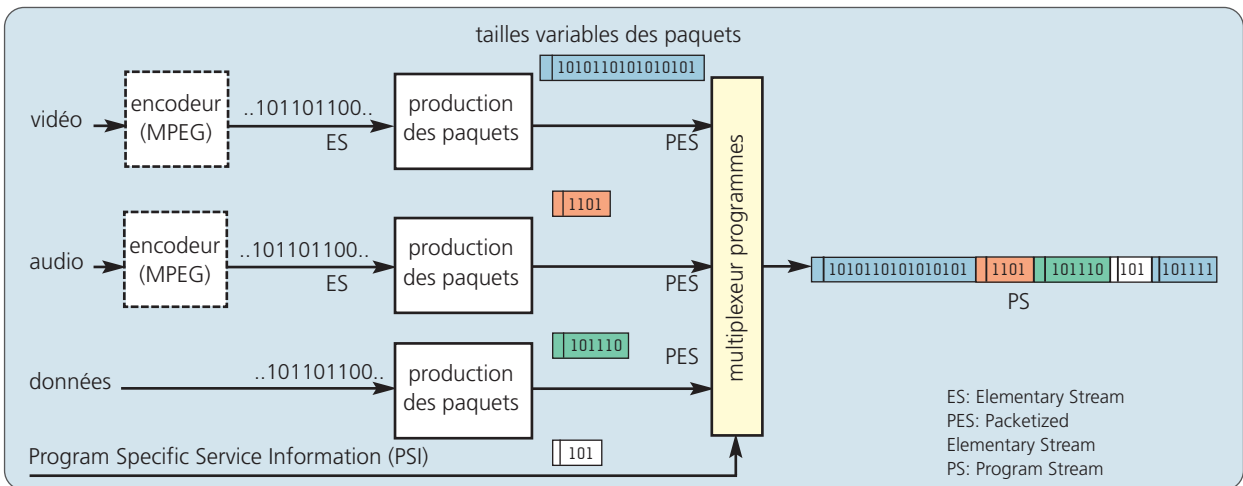 tailles variables des paquets
1010110101010101
vidéo
encodeur
(MPEG)
..101101100..
ES
production
des paquets
PES
1101
audio
encodeur
(MPEG)
..101101100..
ES
production
des paquets
PES
101110
données
..101101100..
production
des paquets
PES
Program Specific Service Information (PSI)
101
multiplexeur programmes
1010110101010101 1101 101110 101 101111
PS
ES: Elementary Stream
PES: Packetized
Elementary Stream
PS: Program Stream